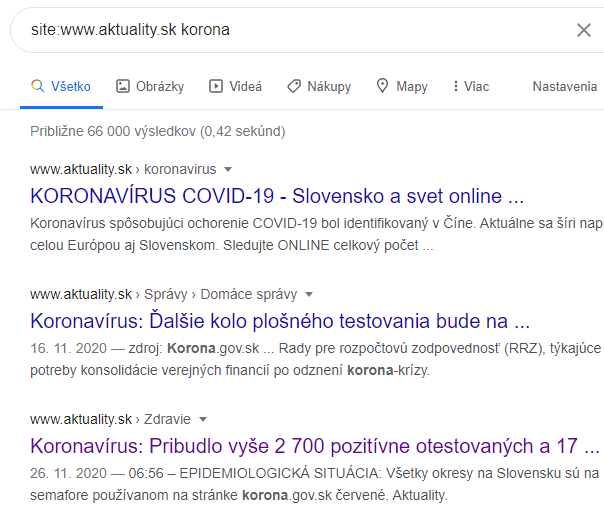 site:www.aktuality.sk korona
Všetko Obrázky Videá Nákupy Mapy Viac Nastavenia
Približne 66 000 výsledkov (0,42 sekúnd)
www.aktuality.sk › koronavirus
KORONAVÍRUS COVID-19 - Slovensko a svet online ...
Koronavírus spôsobujúci ochorenie COVID-19 bol identifikovaný v Číne. Aktuálne sa šíri nap
celou Európou aj Slovenskom. Sledujte ONLINE celkový počet ...
www.aktuality.sk › Správy › Domáce správy
Koronavírus: Ďalšie kolo plošného testovania bude na ...
16. 11. 2020 — zdroj: Korona.gov.sk ... Rady pre rozpočtovú zodpovednosť (RRZ), týkajúce
potreby konsolidácie verejných financií po odznení korona-krízy.
www.aktuality.sk › Zdravie
Koronavírus: Pribudlo vyše 2 700 pozitívne otestovaných a 17 ...
26. 11. 2020 — 06:56 – EPIDEMIOLOGICKÁ SITUÁCIA: Všetky okresy na Slovensku sú na
semafore používanom na stránke korona.gov.sk červené. Aktuality.